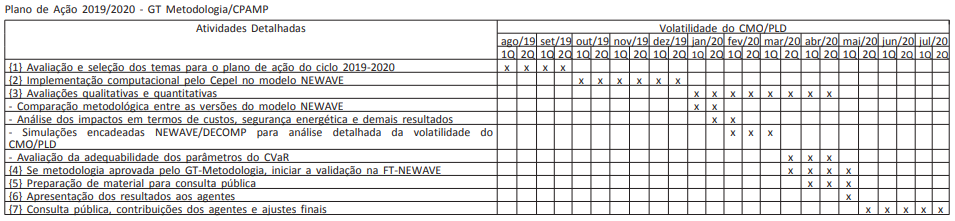 Plano de Ação 2019/2020 - GT Metodologia/CPAMP
Atividades Detalhadas
Volatilidade do CMO/PLD
ago/19 set/19 out/19 nov/19 dez/19 jan/20 fev/20 mar/20 abr/20 mai/20 jun/20 jul/20
1Q 2Q 1Q 2Q 1Q 2Q 1Q 2Q 1Q 2Q 1Q 2Q 1Q 2Q 1Q 2Q 1Q 2Q 1Q 2Q 1Q 2Q 1Q 2Q
{1} Avaliação e seleção dos temas para o plano de ação do ciclo 2019-2020 x x x x
{2} Implementação computacional pelo Cepel no modelo NEWAVE x x x x x x
{3} Avaliações qualitativas e quantitativas x x x x x x x x
- Comparação metodológica entre as versões do modelo NEWAVE x x
- Análise dos impactos em termos de custos, segurança energética e demais resultados x x
- Simulações encadeadas NEWAVE/DECOMP para análise detalhada da volatilidade do x x x
CMO/PLD
- Avaliação da adequabilidade dos parâmetros do CVaR x x x
{4} Se metodologia aprovada pelo GT-Metodologia, iniciar a validação na FT-NEWAVE x x x x
{5} Preparação de material para consulta pública x x x
{6} Apresentação dos resultados aos agentes x
{7} Consulta pública, contribuições dos agentes e ajustes finais x x x x x